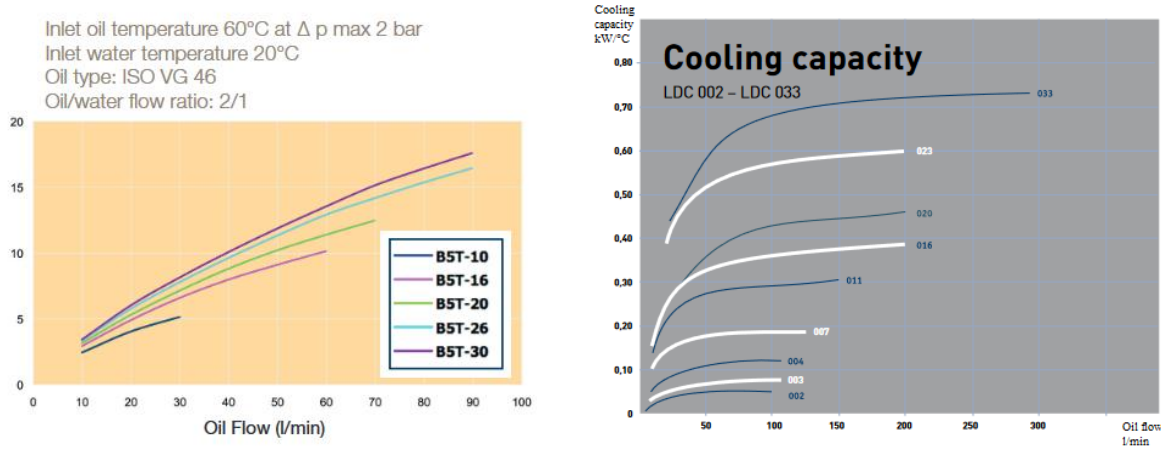 Inlet oil temperature 60°C at Δ p max 2 bar
Inlet water temperature 20°C
Oil type: ISO VG 46
Oil/water flow ratio: 2/1
20
15
10
5
0
0 10 20 30 40 50 60 70 80 90 100
Oil Flow (l/min)
B5T-10
B5T-16
B5T-20
B5T-26
B5T-30
Cooling
capacity
kW/°C
Cooling capacity
LDC 002 – LDC 033
0,80
0,70
0,60
0,50
0,40
0,30
0,20
0,10
0
033
023
020
016
011
007
004
003
002
50 100 150 200 250 300
Oil flow
l/min